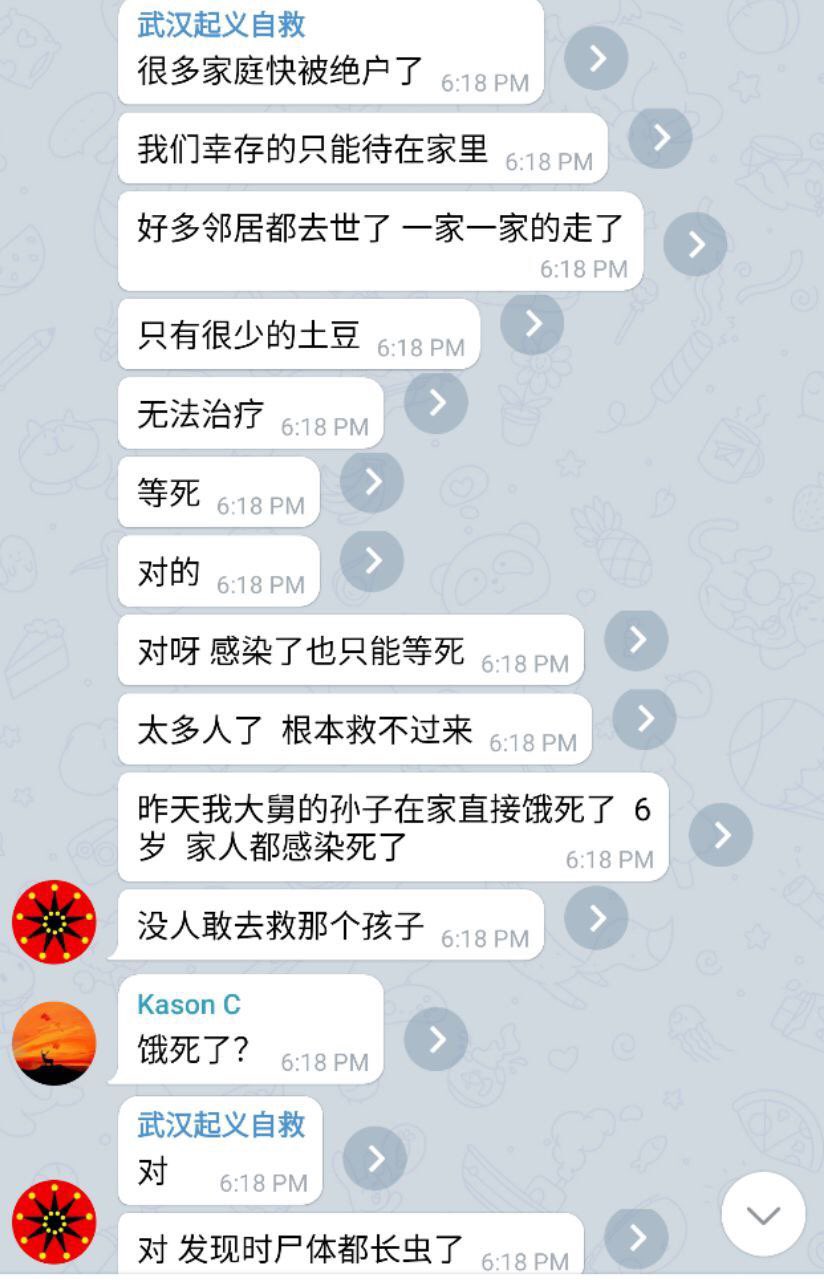 武汉起义自救
很多家庭快被绝户了 6:18 PM
我们幸存的只能待在家里 6:18 PM
好多邻居都去世了 一家一家的走了
6:18 PM
只有很少的土豆 6:18 PM
无法治疗 6:18 PM
等死 6:18 PM
对的 6:18 PM
对呀 感染了也只能等死 6:18 PM
太多人了 根本救不过来 6:18 PM
昨天我大舅的孙子在家直接饿死了 6
岁 家人都感染死了 6:18 PM
没人敢去救那个孩子 6:18 PM
Kason C
饿死了? 6:18 PM
武汉起义自救
对 6:18 PM
对 发现时尸体都长虫了 6:18 PM